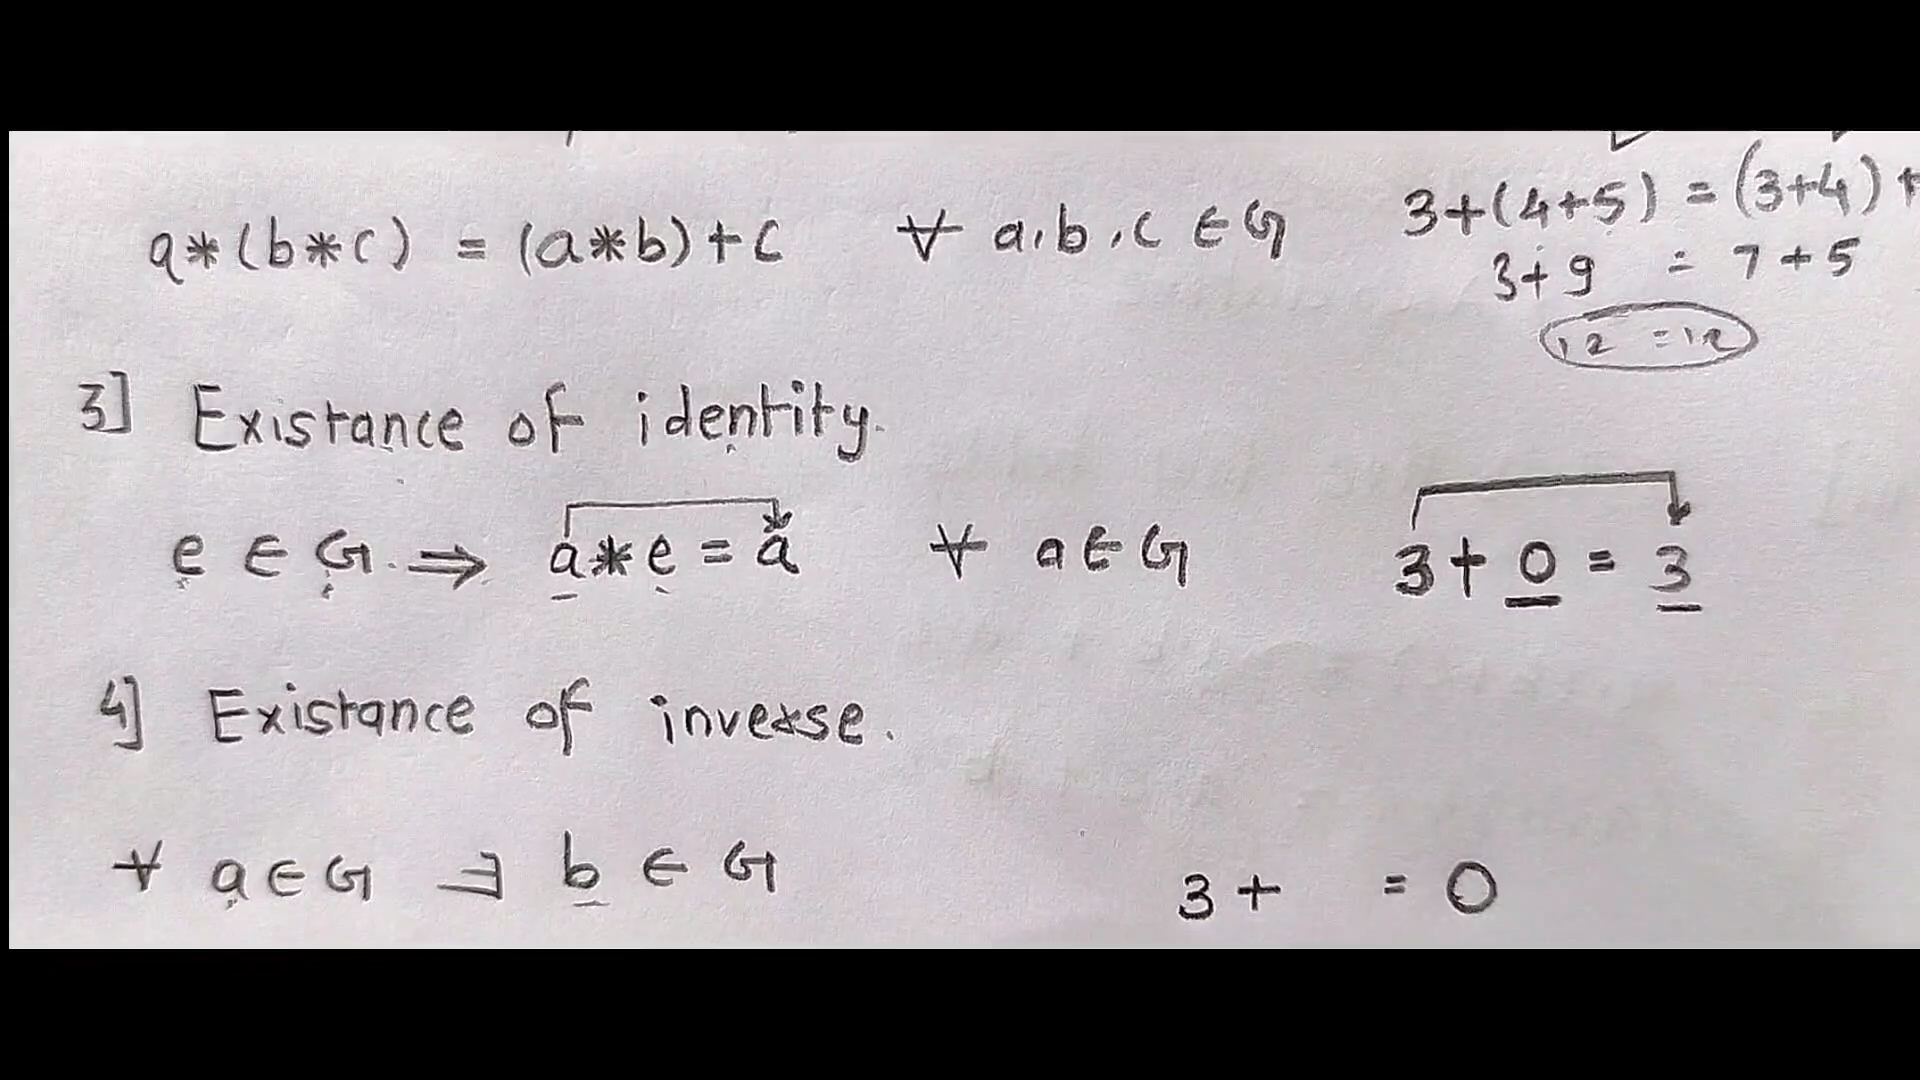 a*(b*c) = (a*b)+c ∀ a,b,c ∈ G 3+(4+5) = (3+4)+
3+9 = 7+5
12 = 12
3] Existance of identity.
e ∈ G. ⇒ a*e = a ∀ a ∈ G 3+0 = 3
4] Existance of inverse.
∀ a ∈ G ∃ b ∈ G 3+ = 0